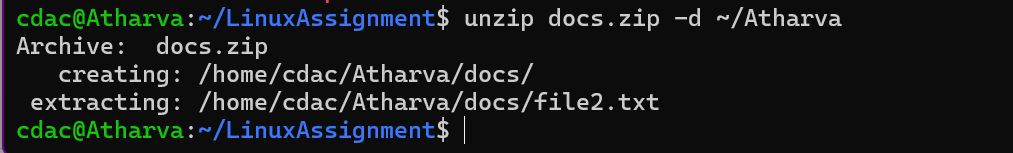 cdac@Atharva:~/LinuxAssignment$ unzip docs.zip -d ~/Atharva
Archive:  docs.zip
   creating: /home/cdac/Atharva/docs/
 extracting: /home/cdac/Atharva/docs/file2.txt
cdac@Atharva:~/LinuxAssignment$